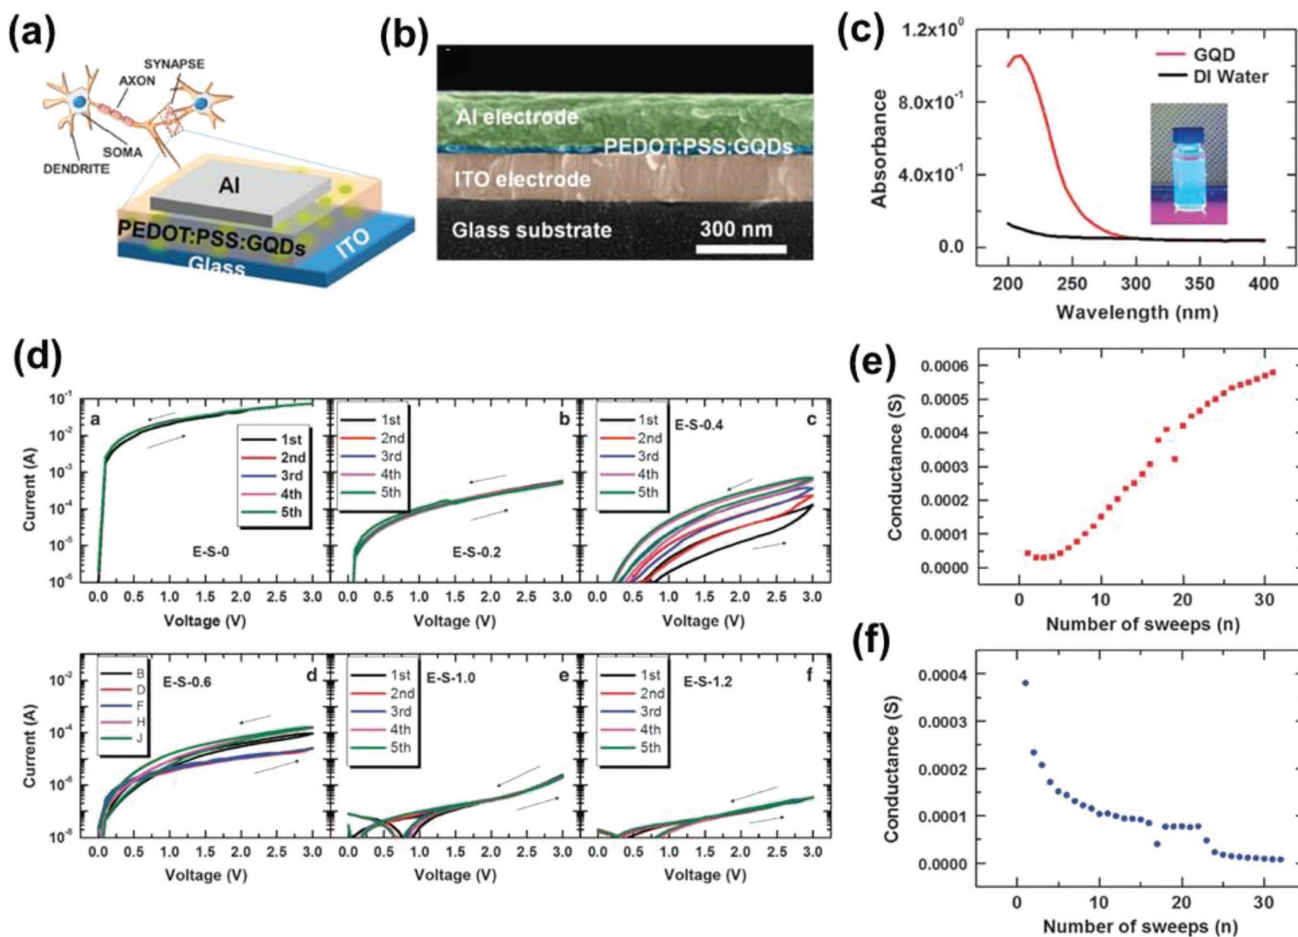 (a)
SYNAPSE
AXON
SOMA
DENDRITE
Al
PEDOT:PSS:GQDs
ITO
Glass
(b)
Al electrode
PEDOT:PSS:GQDs
ITO electrode
Glass substrate
300 nm
(c)
1.2x10⁰
8.0x10⁻¹
4.0x10⁻¹
0.0
Absorbance
GQD
DI Water
200 250 300 350 400
Wavelength (nm)
(d)
10⁻¹
10⁻²
10⁻³
10⁻⁴
10⁻⁵
10⁻⁶
Current (A)
a
1st
2nd
3rd
4th
5th
E-S-0
0.0 0.5 1.0 1.5 2.0 2.5 3.0
Voltage (V)
b
1st
2nd
3rd
4th
5th
E-S-0.2
0.0 0.5 1.0 1.5 2.0 2.5 3.0
Voltage (V)
c
1st
2nd
3rd
4th
5th
E-S-0.4
0.0 0.5 1.0 1.5 2.0 2.5 3.0
Voltage (V)
10⁻²
10⁻⁴
10⁻⁶
10⁻⁸
Current (A)
d
B
D
F
H
J
E-S-0.6
0.0 0.5 1.0 1.5 2.0 2.5 3.0
Voltage (V)
e
1st
2nd
3rd
4th
5th
E-S-1.0
0.0 0.5 1.0 1.5 2.0 2.5 3.0
Voltage (V)
f
1st
2nd
3rd
4th
5th
E-S-1.2
0.0 0.5 1.0 1.5 2.0 2.5 3.0
Voltage (V)
(e)
0.0006
0.0005
0.0004
0.0003
0.0002
0.0001
0.0000
Conductance (S)
0 10 20 30
Number of sweeps (n)
(f)
0.0004
0.0003
0.0002
0.0001
0.0000
Conductance (S)
0 10 20 30
Number of sweeps (n)